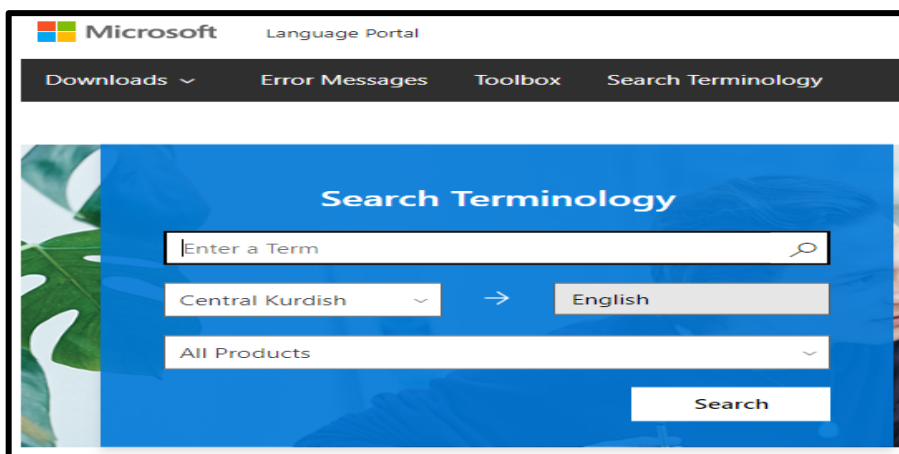 Microsoft Language Portal
Downloads Error Messages Toolbox Search Terminology
Search Terminology
Enter a Term
Central Kurdish → English
All Products
Search